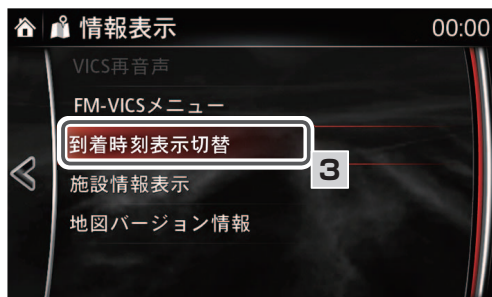 情報表示 00:00
VICS再音声
FM-VICSメニュー
到着時刻表示切替
3
施設情報表示
地図バージョン情報